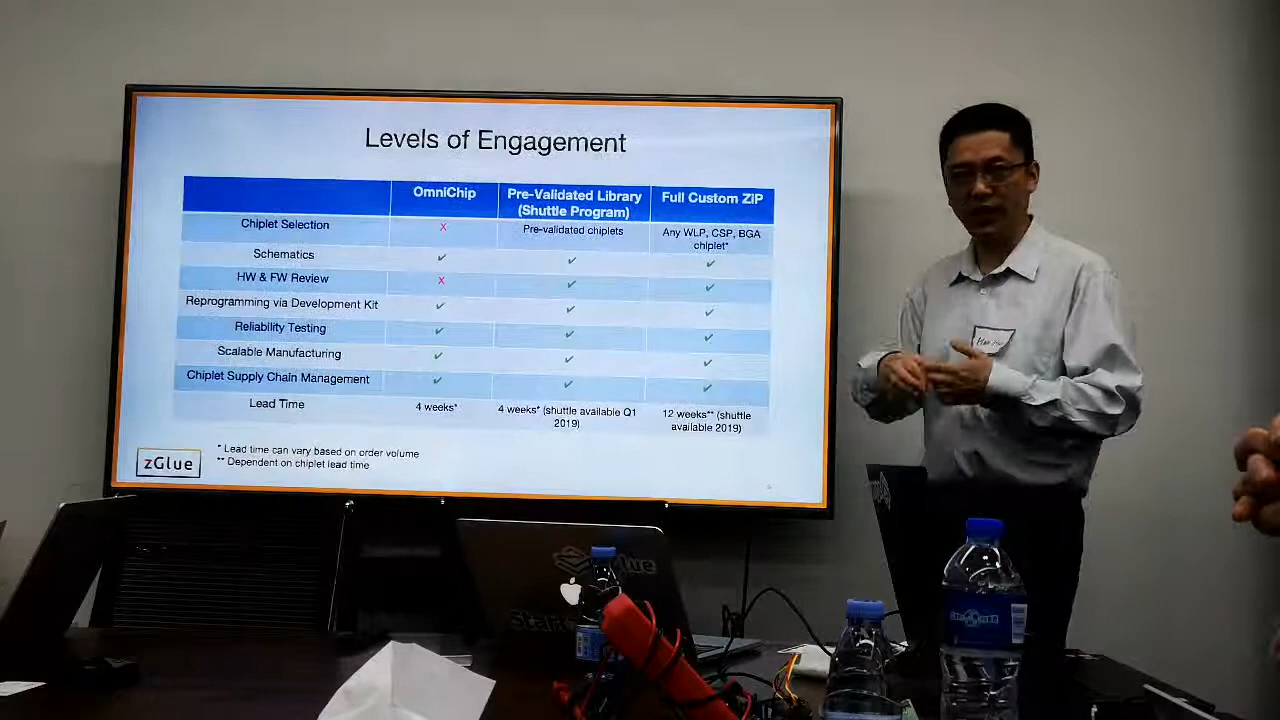 Levels of Engagement
OmniChip
Pre-Validated Library
(Shuttle Program)
Full Custom ZiP
Chiplet Selection
X
Pre-validated chiplets
Any WLP, CSP, BGA
chiplet*
Schematics
✓
✓
✓
HW & FW Review
X
✓
✓
Reprogramming via Development Kit
✓
✓
✓
Reliability Testing
✓
✓
✓
Scalable Manufacturing
✓
✓
✓
Chiplet Supply Chain Management
✓
✓
✓
Lead Time
4 weeks*
4 weeks* (shuttle available Q1
2019)
12 weeks** (shuttle
available 2019)
* Lead time can vary based on order volume
** Dependent on chiplet lead time
zGlue